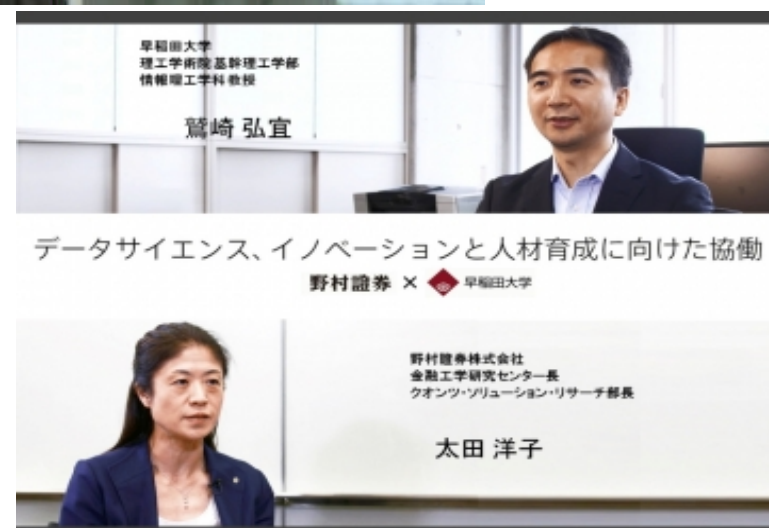 早稲田大学
理工学術院基幹理工学部
情報理工学科教授
鷲崎 弘宜
データサイエンス、イノベーションと人材育成に向けた協働
野村證券 × 早稲田大学
野村證券株式会社
金融工学研究センター長
クオンツ・ソリューション・リサーチ部長
太田 洋子